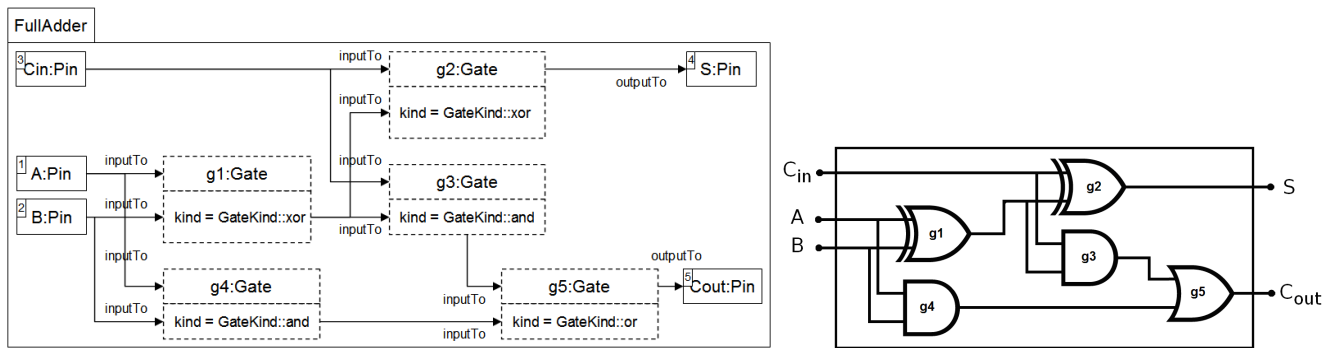 FullAdder
3
Cin:Pin
inputTo
g2:Gate
4
S:Pin
outputTo
inputTo
kind = GateKind::xor
1
A:Pin
inputTo
g1:Gate
inputTo
g3:Gate
2
B:Pin
inputTo
kind = GateKind::xor
inputTo
kind = GateKind::and
inputTo
g4:Gate
inputTo
kind = GateKind::and
inputTo
g5:Gate
inputTo
kind = GateKind::or
outputTo
5
Cout:Pin
Cin
A
B
g1
g2
g3
g4
g5
S
Cout